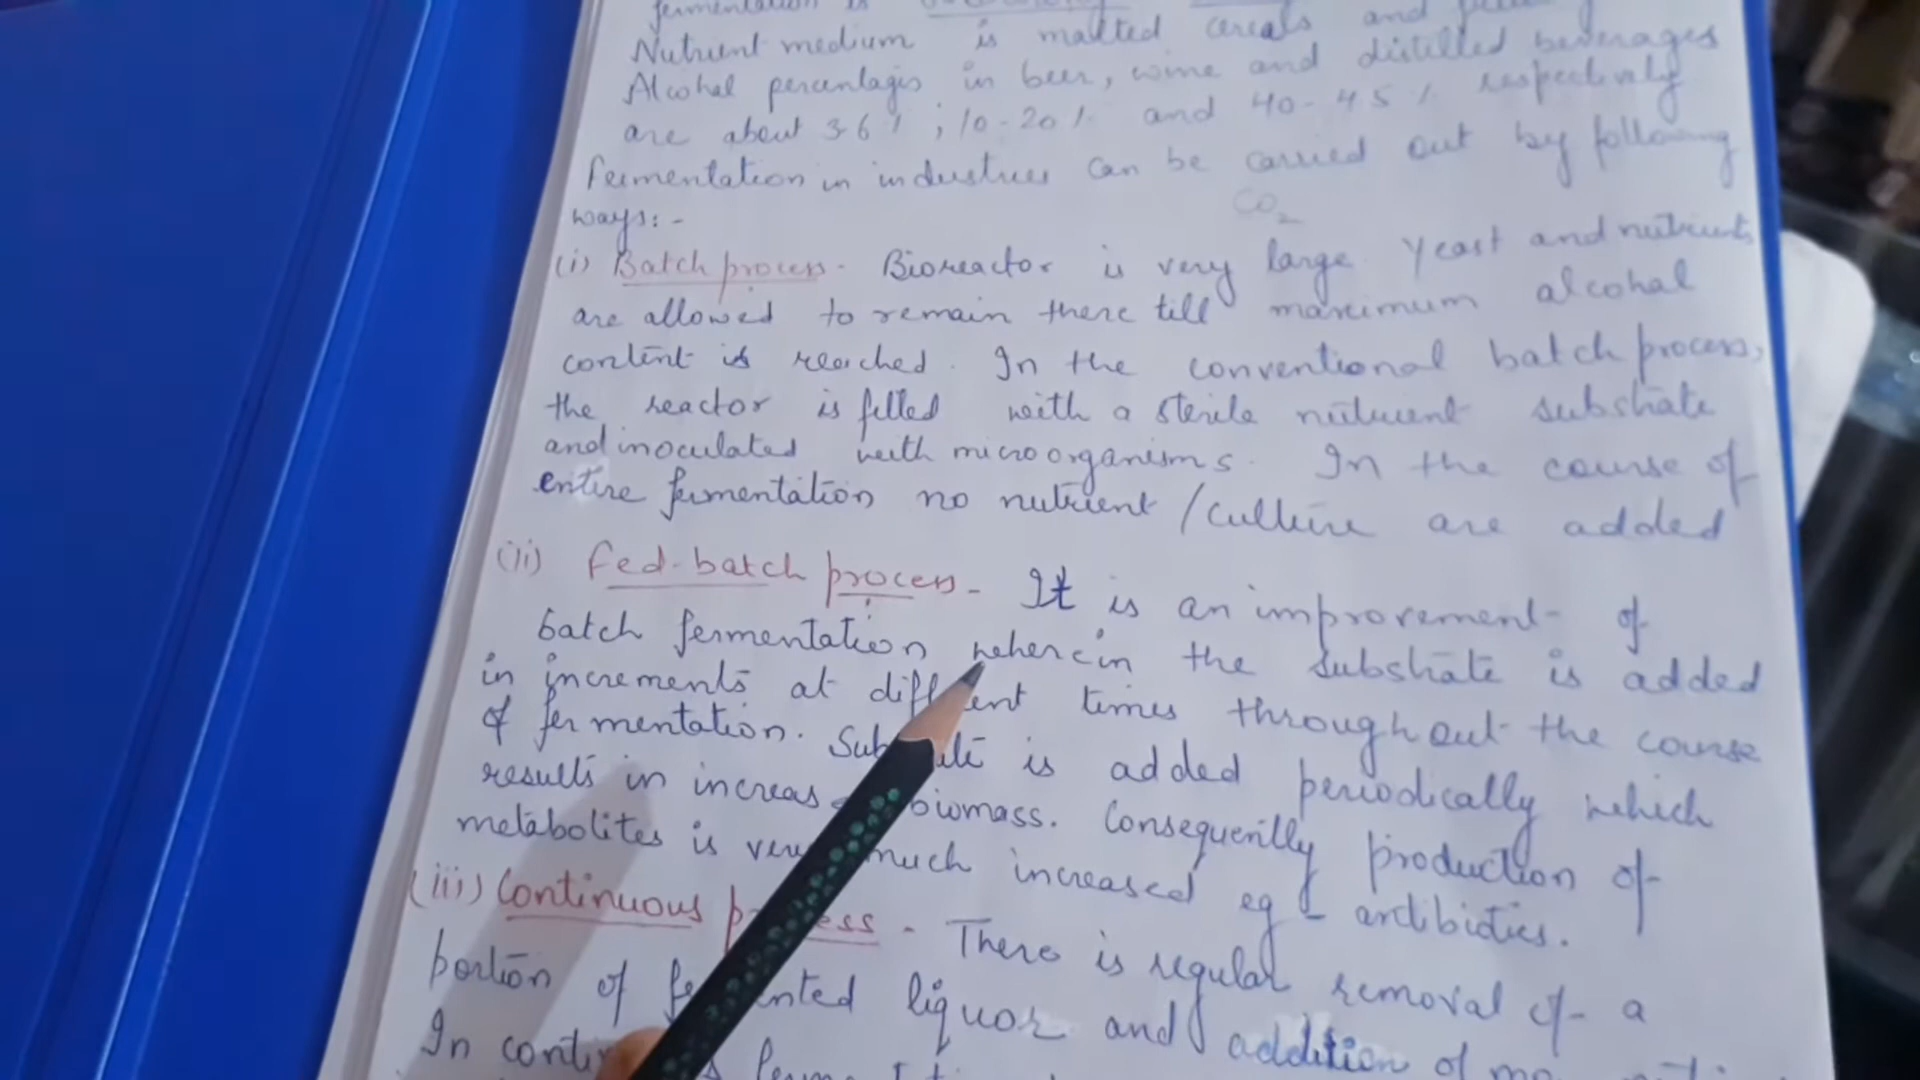 fermentation is
Nutrient medium is malted cereals and
Alcohal percentages in beer, wine and distilled beverages
are about 3-6%, 10-20% and 40-45% respectively
Fermentation in industries can be carried out by following
ways:-
CO2
(i) Batch process- Bioreactor is very large. Yeast and nutrients
are allowed to remain there till maximum alcohal
content is reached. In the conventional batch process,
the reactor is filled with a sterile nutrient substrate
and inoculated with microorganisms. In the course of
entire fermentation no nutrient/culture are added
(ii) Fed-batch process- It is an improvement of
batch fermentation wherein the substrate is added
in increments at different times throughout the course
of fermentation. Substrate is added periodically which
results in increase biomass. Consequently production of
metabolites is very much increased eg - antibiotics.
(iii) Continuous process - There is regular removal of a
portion of fermented liquor and addition of
In